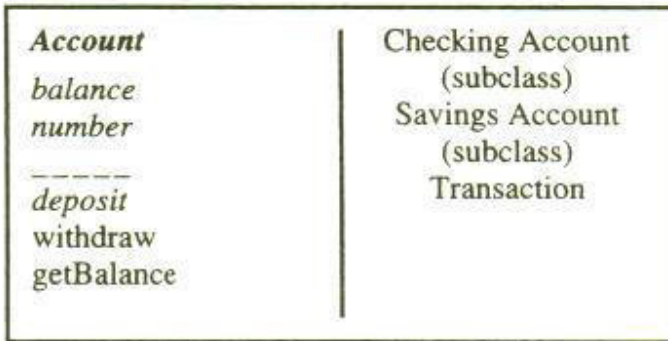 Account
balance
number
-----
deposit
withdraw
getBalance
Checking Account
(subclass)
Savings Account
(subclass)
Transaction